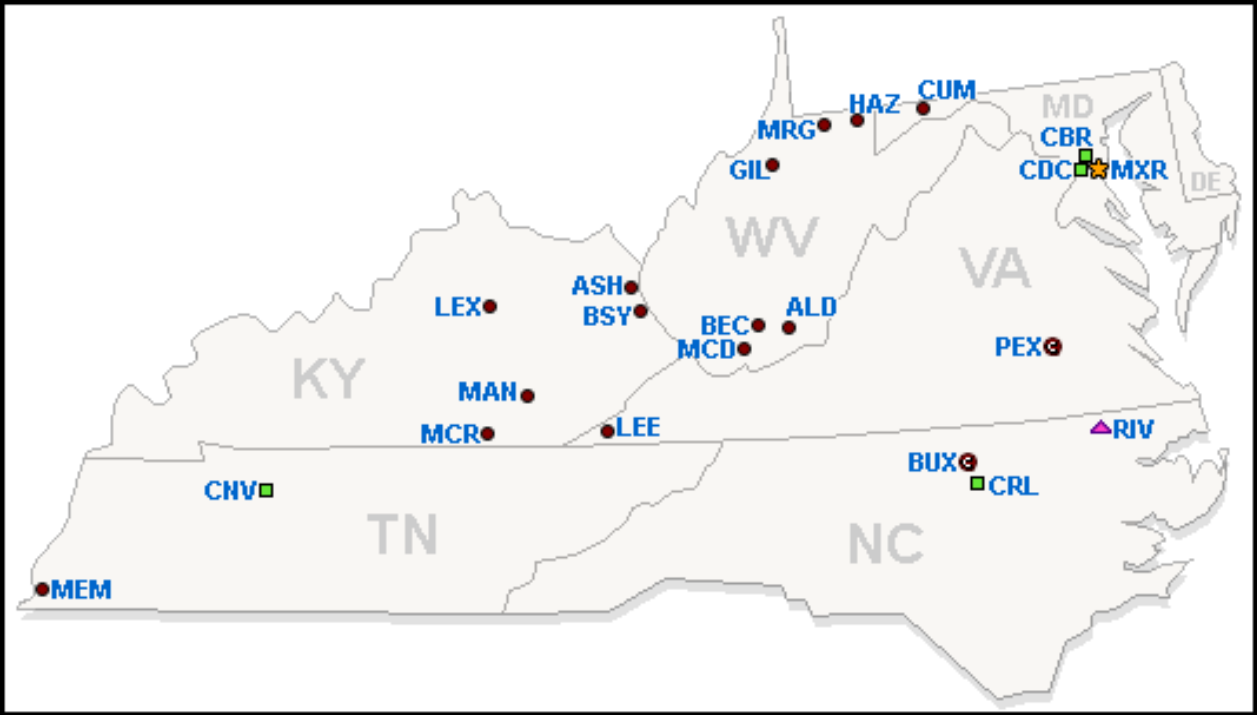 CUM
HAZ
MD
MRG
CBR
GIL
CDC
MXR
DE
WV
VA
ASH
LEX
BSY
ALD
BEC
MCD
PEX
KY
MAN
LEE
MCR
RIV
BUX
CNV
CRL
TN
NC
MEM